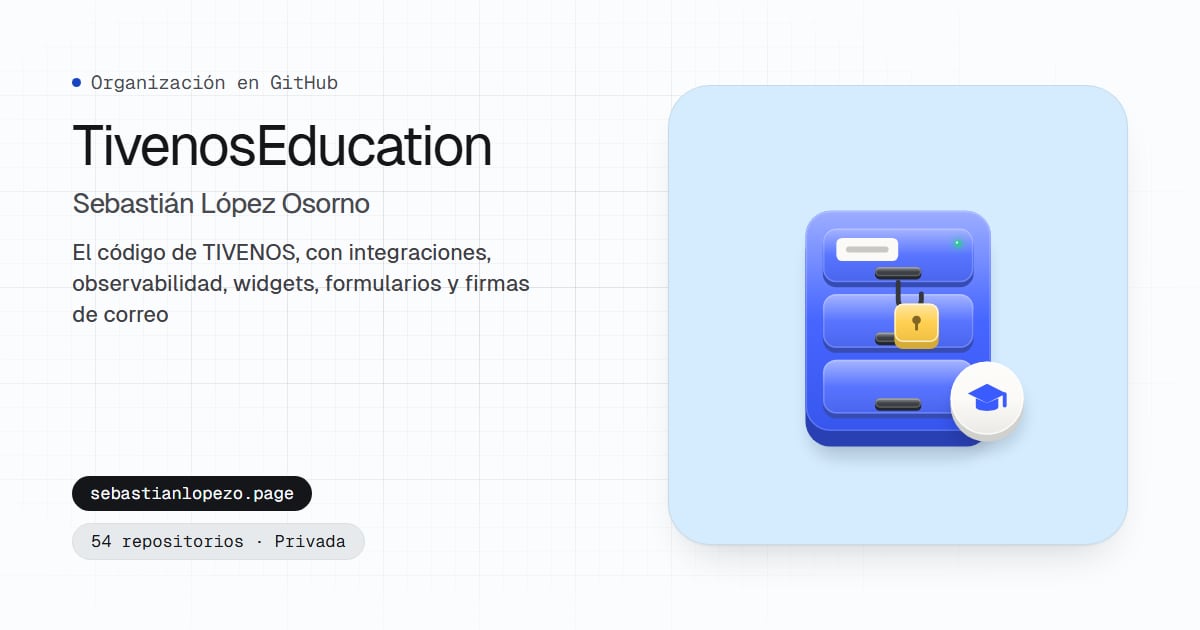 Organización en GitHub
TivenosEducation
Sebastián López Osorno
El código de TIVENOS, con integraciones,
observabilidad, widgets, formularios y firmas
de correo
sebastianlopezo.page
54 repositorios · Privada